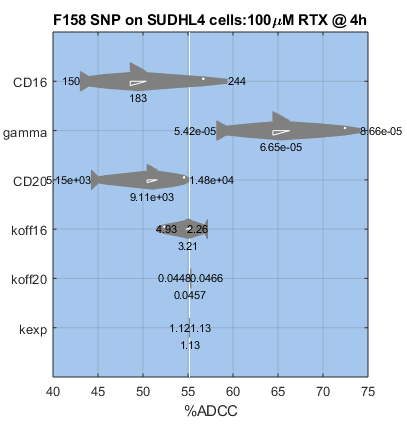 F158 SNP on SUDHL4 cells:100μM RTX @ 4h
CD16
150
244
183
gamma
5.42e-05
8.66e-05
6.65e-05
CD20
5.15e+03
1.48e+04
9.11e+03
koff16
4.93
2.26
3.21
koff20
0.0448
0.0466
0.0457
kexp
1.12
1.13
1.13
40 45 50 55 60 65 70 75
%ADCC